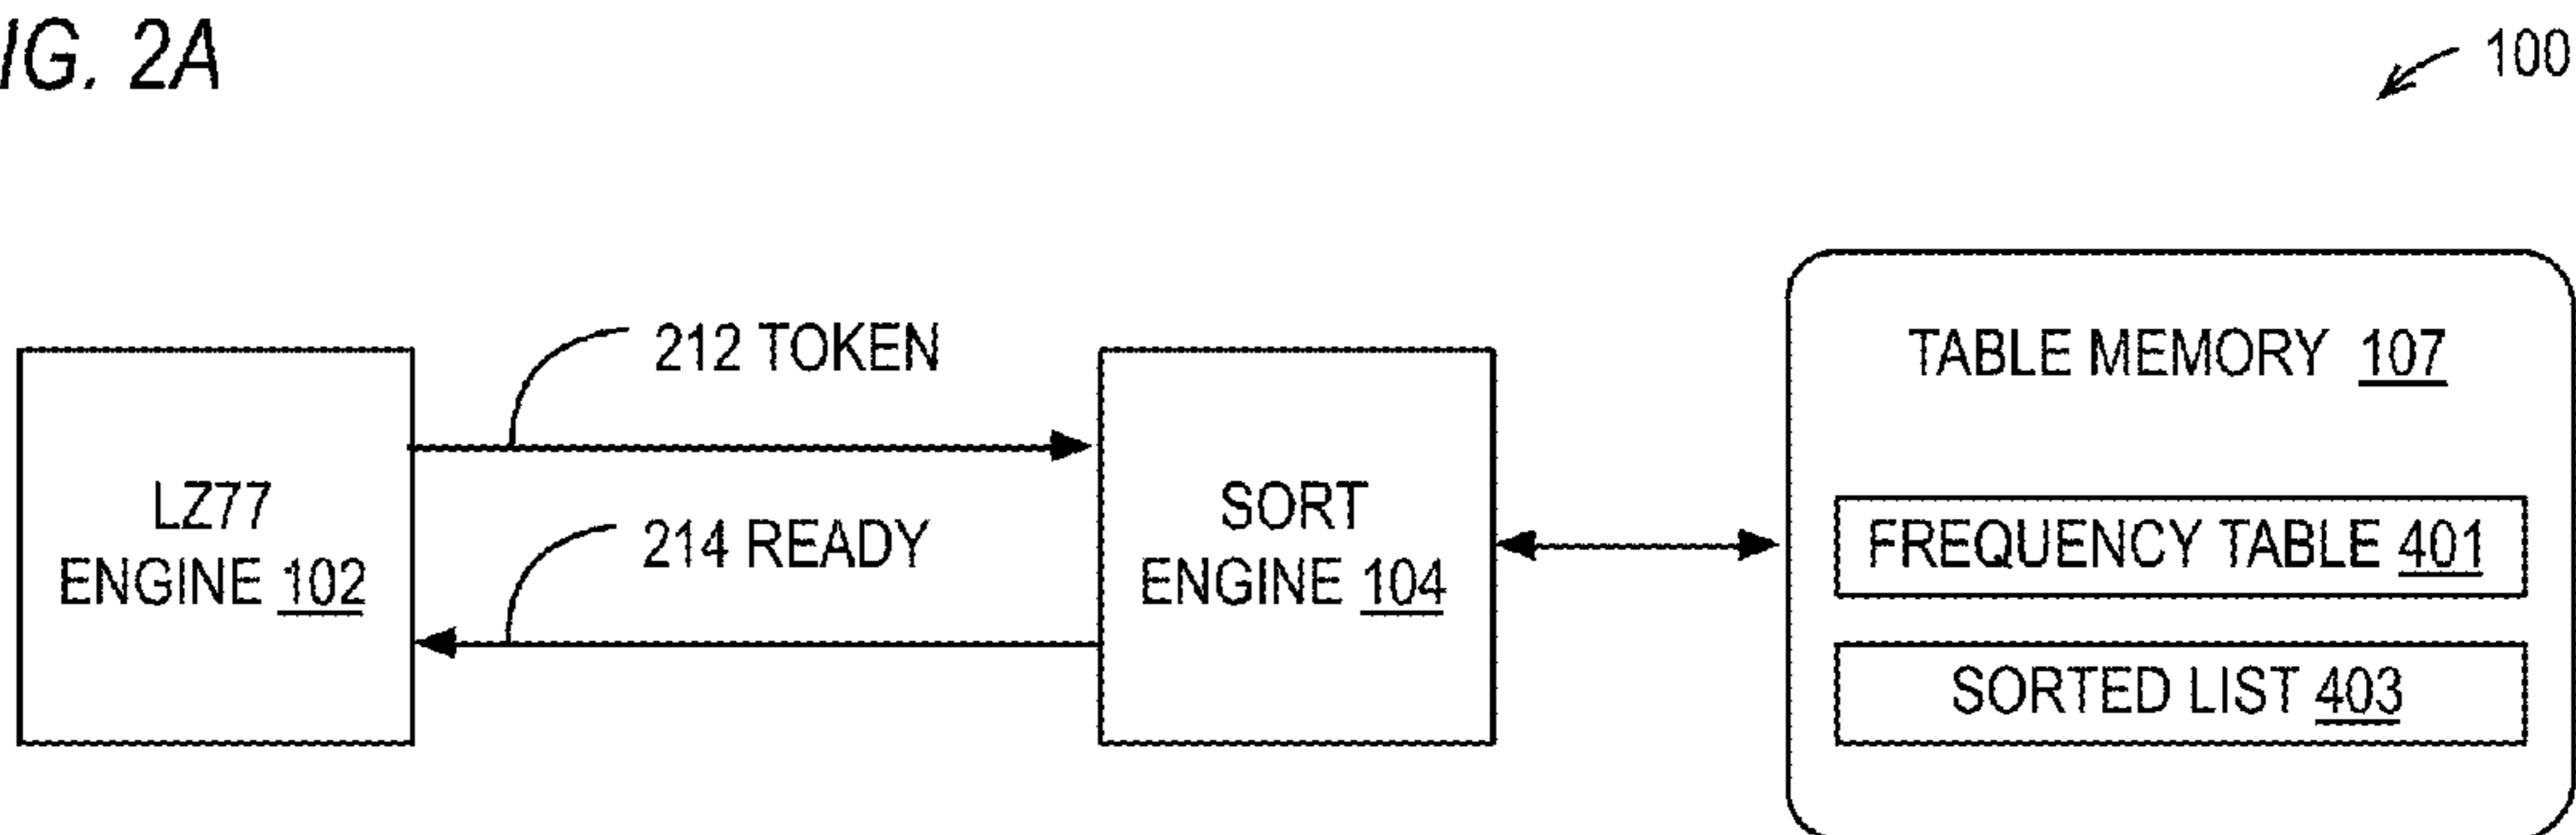 IG. 2A
100
212 TOKEN
TABLE MEMORY 107
LZ77
ENGINE 102
214 READY
SORT
ENGINE 104
FREQUENCY TABLE 401
SORTED LIST 403